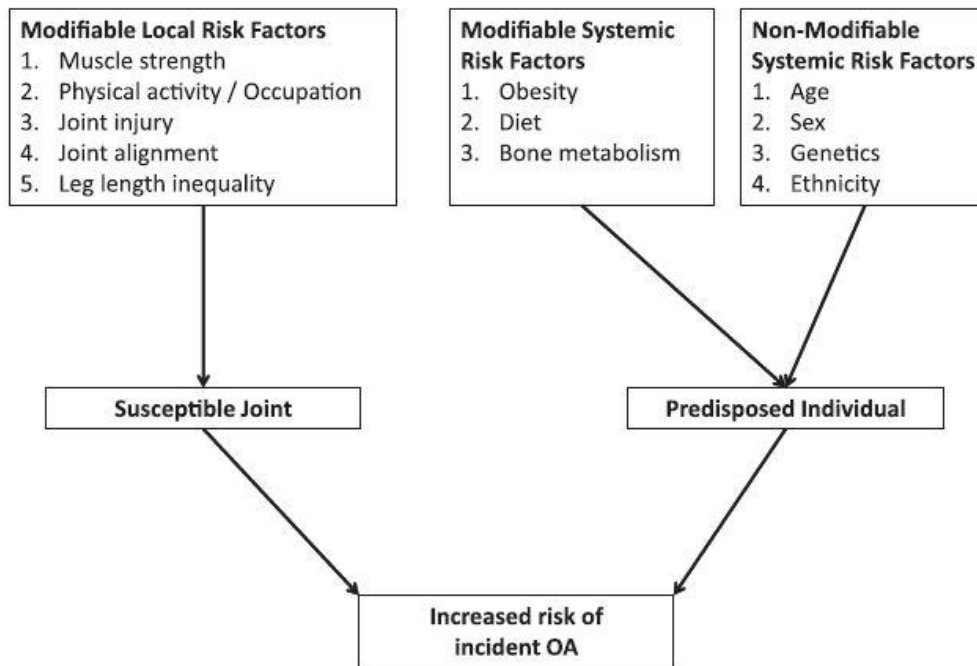 Modifiable Local Risk Factors
1. Muscle strength
2. Physical activity / Occupation
3. Joint injury
4. Joint alignment
5. Leg length inequality
Modifiable Systemic
Risk Factors
1. Obesity
2. Diet
3. Bone metabolism
Non-Modifiable
Systemic Risk Factors
1. Age
2. Sex
3. Genetics
4. Ethnicity
Susceptible Joint
Predisposed Individual
Increased risk of
incident OA